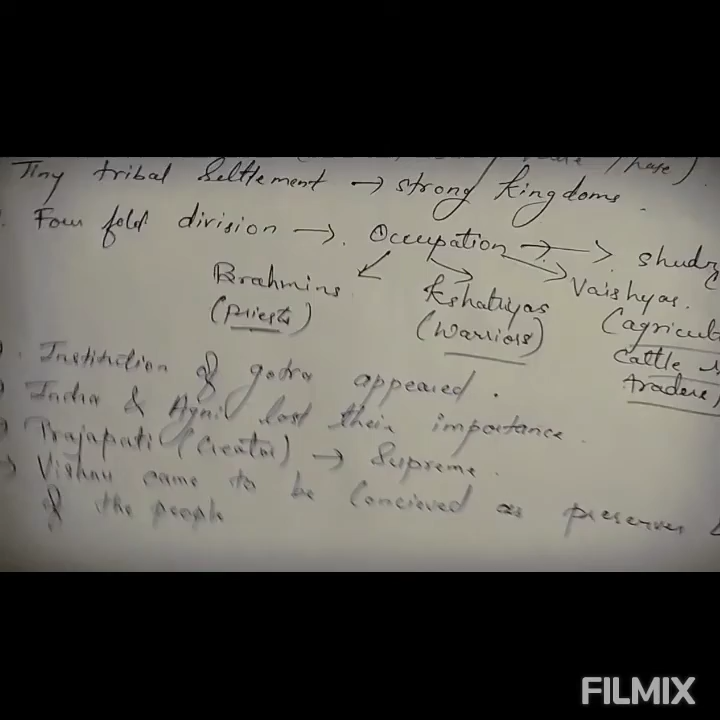 Tiny tribal Settlement → strong kingdoms.
Four fold division → Occupation →
Brahmins Kshatriyas Vaishyas.
(Priests) (Warriors) (agricul
Cattle
traders
Institution of gotra appeared.
Indra & Agni lost their importance.
Prajapati (Creator) → Supreme.
→ Vishnu came to be Concieved as preserver
of the people
FILMIX